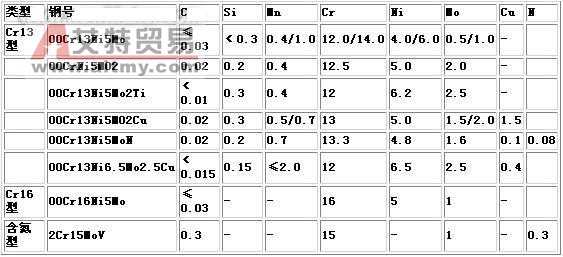 类型 钢号 C Si Mn Cr Ni Mo Cu N
Cr13型 00Cr13Ni5Mo ≤0.03 <0.3 0.4/1.0 12.0/14.0 4.0/6.0 0.5/1.0 -
00CrNi5MO2 0.02 0.2 0.4 12.5 5.0 2.0 -
00Cr13Ni5Mo2Ti <0.01 0.3 0.4 12 6.2 2.5 -
00Cr13Ni5MO2Cu 0.02 0.3 0.5/0.7 13 5.0 1.5/2.0 1.5
00Cr13Ni5MoN 0.02 0.2 0.7 13.3 4.8 1.6 0.1 0.08
00Cr13Ni6.5Mo2.5Cu <0.015 0.15 ≤2.0 12 6.5 2.5 0.4
Cr16型 00Cr16Ni5Mo ≤0.03 - - 16 5 1 -
含氮型 2Cr15MoV 0.3 - - 15 - 1 - 0.3
艾特贸易